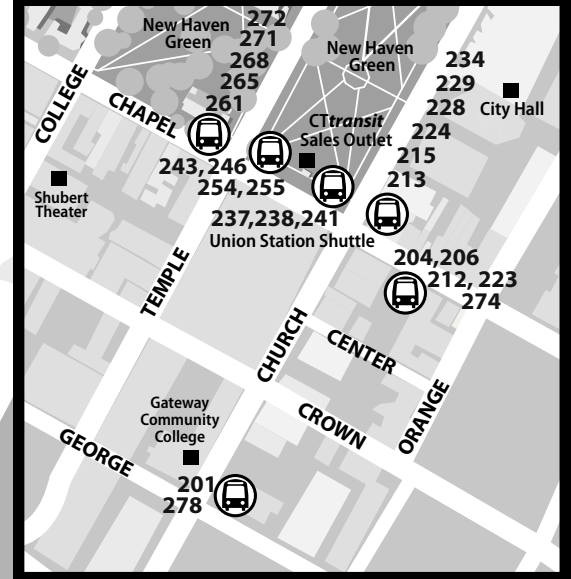 New Haven
Green
272
271
268
265
261
New Haven
Green
234
229
228
224
215
213
City Hall
COLLEGE
CHAPEL
CTtransit
Sales Outlet
243, 246
254, 255
Shubert
Theater
237,238,241
Union Station Shuttle
204,206
212, 223
274
TEMPLE
CHURCH
CENTER
CROWN
ORANGE
Gateway
Community
College
GEORGE
201
278